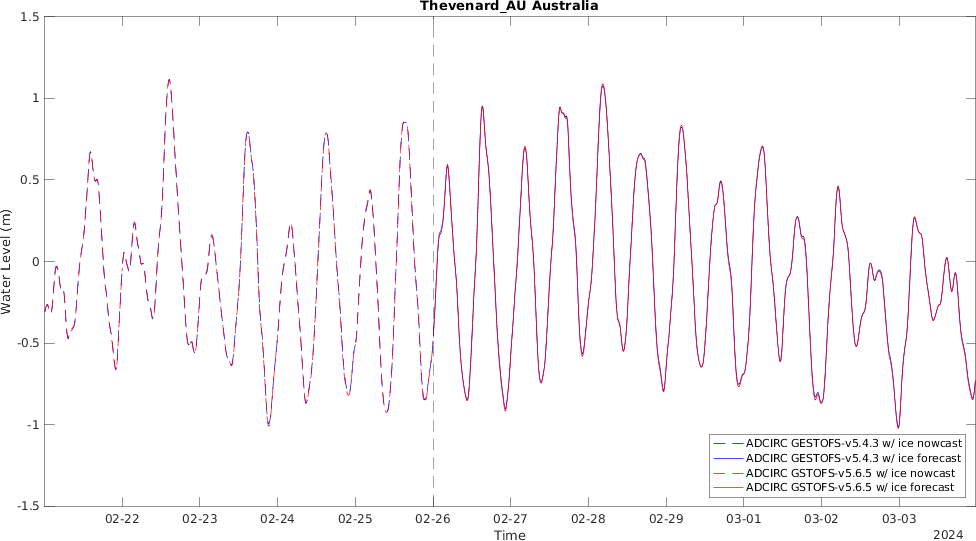 Thevenard_AU Australia
Water Level (m)
1.5
1
0.5
0
-0.5
-1
-1.5
02-22 02-23 02-24 02-25 02-26 02-27 02-28 02-29 03-01 03-02 03-03
Time
2024
ADCIRC GESTOFS-v5.4.3 w/ ice nowcast
ADCIRC GESTOFS-v5.4.3 w/ ice forecast
ADCIRC GSTOFS-v5.6.5 w/ ice nowcast
ADCIRC GSTOFS-v5.6.5 w/ ice forecast